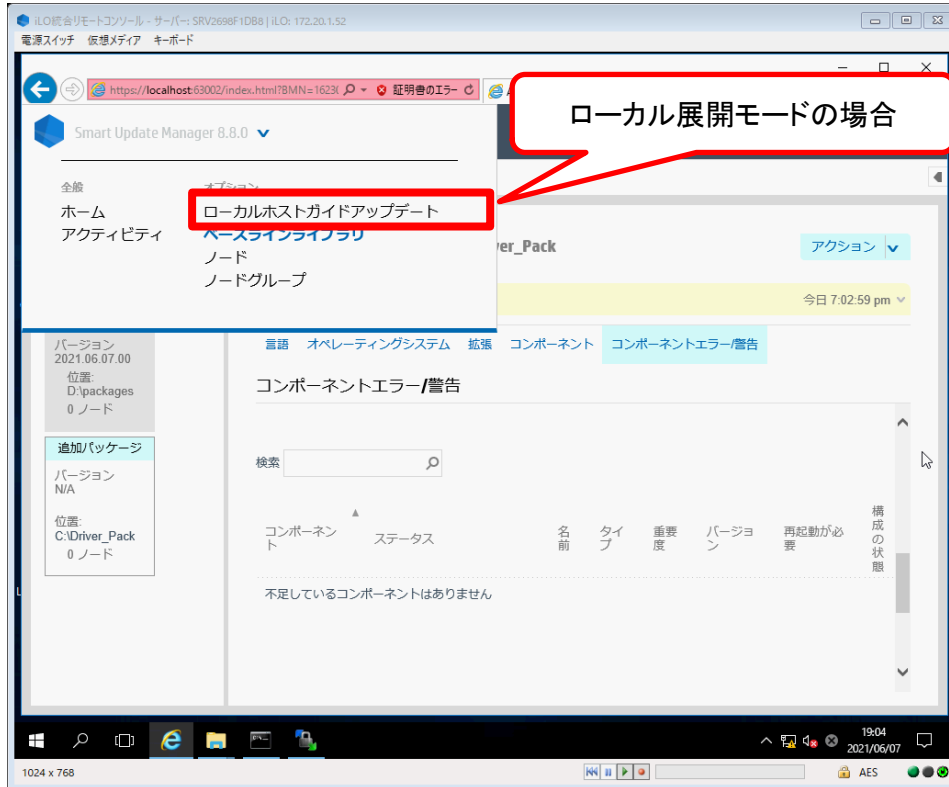 iLO統合リモートコンソール - サーバー: SRV2698F1DB8 | iLO: 172.20.1.52
電源スイッチ 仮想メディア キーボード
https://localhost:63002/index.html?BMN=1623( 証明書のエラー
ローカル展開モードの場合
Smart Update Manager 8.8.0
全般
オプション
ホーム
ローカルホストガイドアップデート
アクティビティ
ベースラインライブラリ
ノード
ノードグループ
er_Pack
アクション
今日 7:02:59 pm
言語 オペレーティングシステム 拡張 コンポーネント コンポーネントエラー/警告
バージョン
2021.06.07.00
位置:
D:\packages
0 ノード
コンポーネントエラー/警告
追加パッケージ
バージョン
N/A
位置:
C:\Driver_Pack
0 ノード
検索
コンポーネント ステータス 名前 タイプ 重要度 バージョン 再起動が必要 構成の状態
不足しているコンポーネントはありません
19:04
2021/06/07
1024 x 768
AES